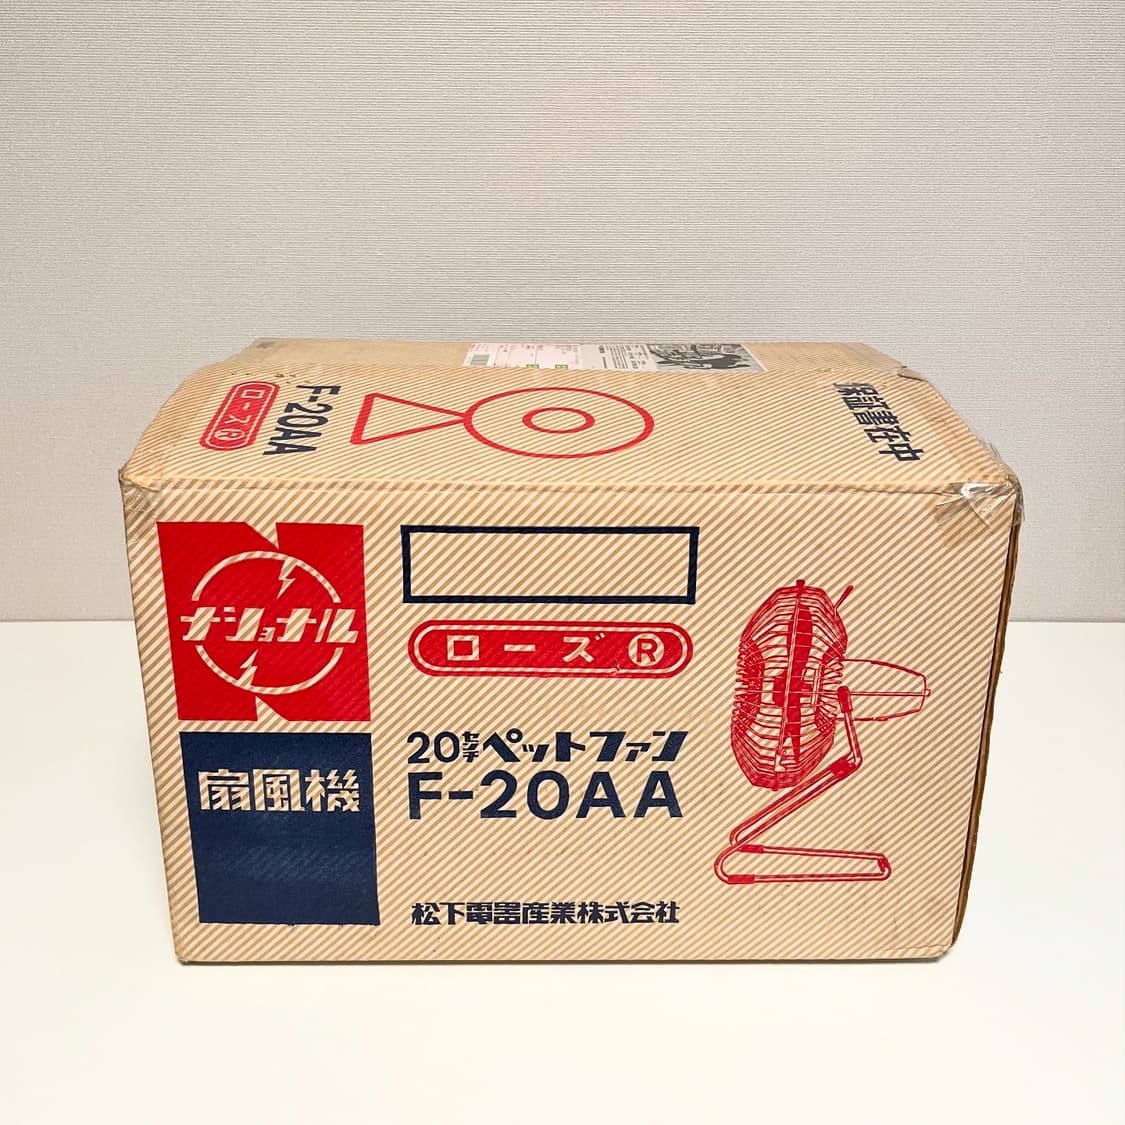 F-20AA
ローズ Ⓡ
保証書在中
ナショナル
扇風機
ローズ Ⓡ
20センチ ペットファン
F-20AA
松下電器産業株式会社